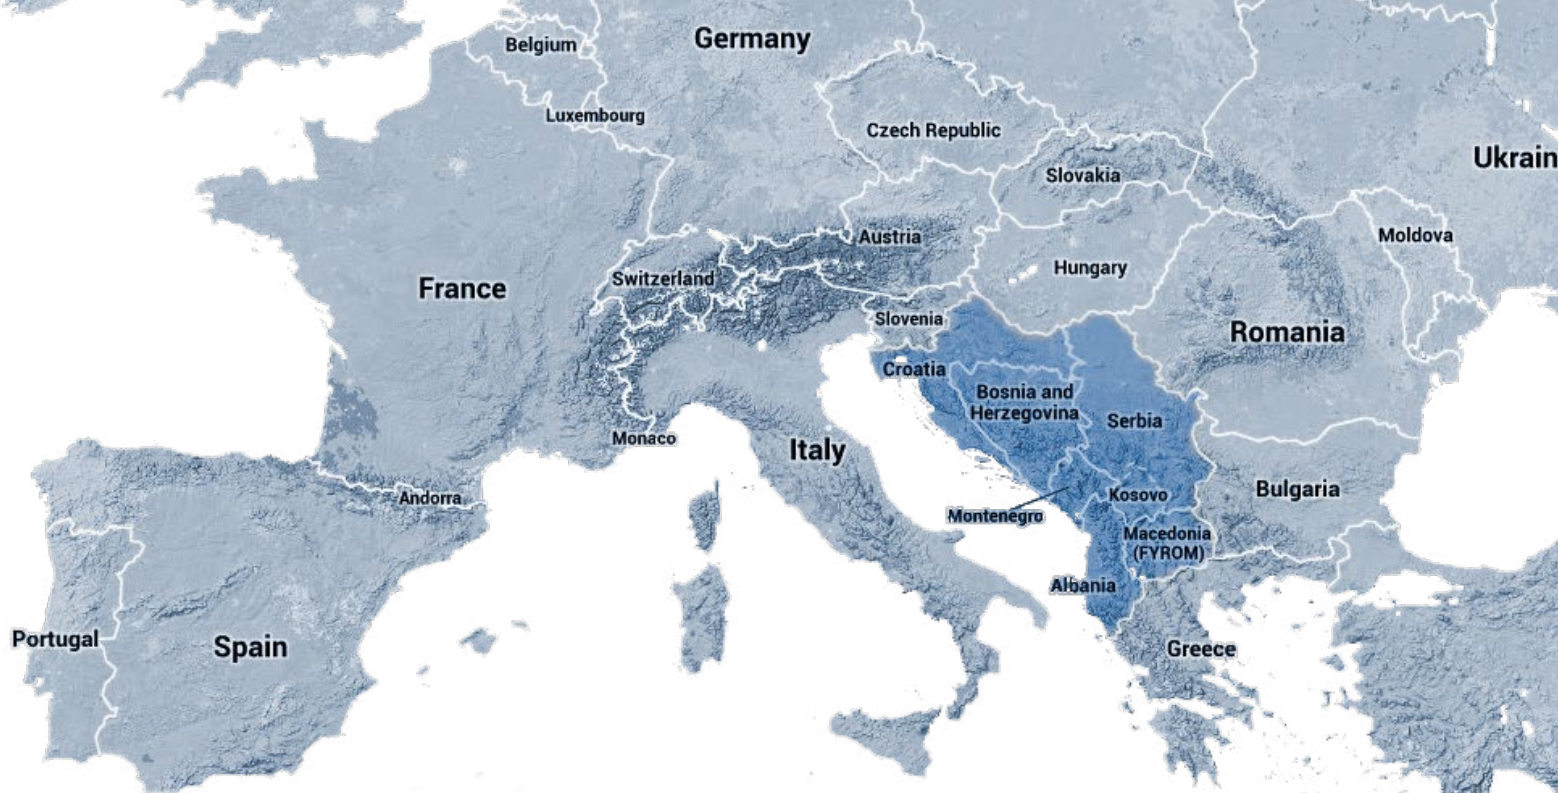 Germany
Belgium
Luxembourg
Czech Republic
Ukrain
Slovakia
Austria
Moldova
Hungary
Switzerland
France
Slovenia
Romania
Croatia
Bosnia and
Herzegovina
Serbia
Monaco
Italy
Bulgaria
Andorra
Kosovo
Montenegro
Macedonia
(FYROM)
Albania
Portugal
Spain
Greece